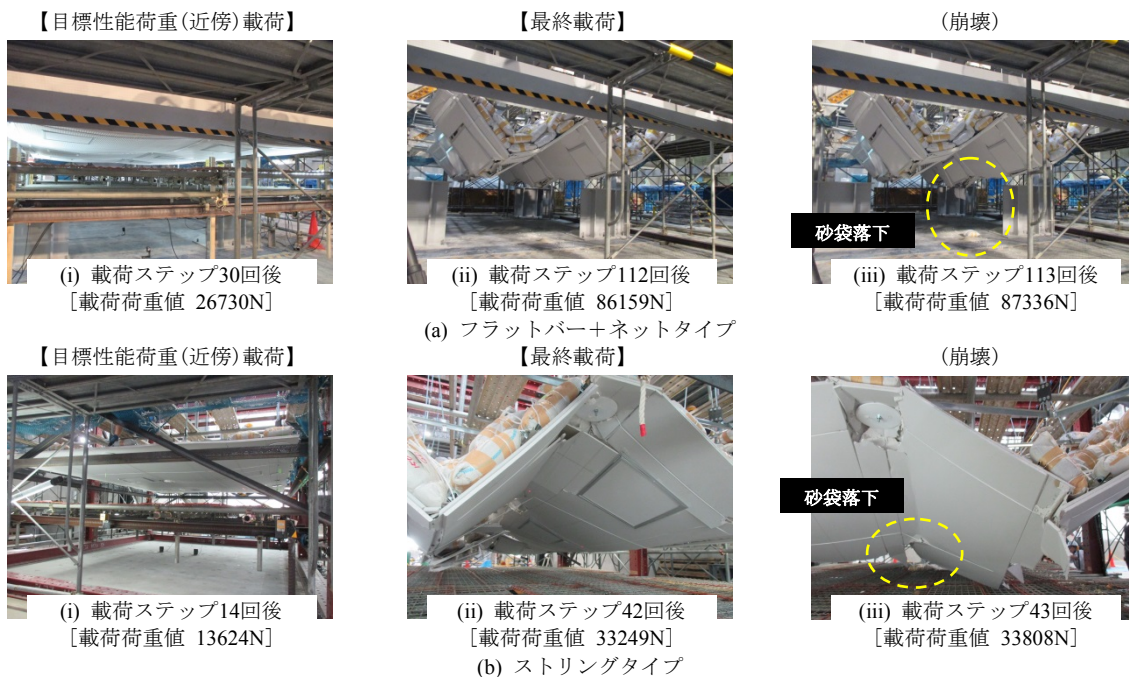 【目標性能荷重(近傍)載荷】
【最終載荷】
(崩壊)
砂袋落下
(i) 載荷ステップ30回後
[載荷荷重値 26730N]
(ii) 載荷ステップ112回後
[載荷荷重値 86159N]
(iii) 載荷ステップ113回後
[載荷荷重値 87336N]
(a) フラットバー＋ネットタイプ
【目標性能荷重(近傍)載荷】
【最終載荷】
(崩壊)
砂袋落下
(i) 載荷ステップ14回後
[載荷荷重値 13624N]
(ii) 載荷ステップ42回後
[載荷荷重値 33249N]
(iii) 載荷ステップ43回後
[載荷荷重値 33808N]
(b) ストリングタイプ